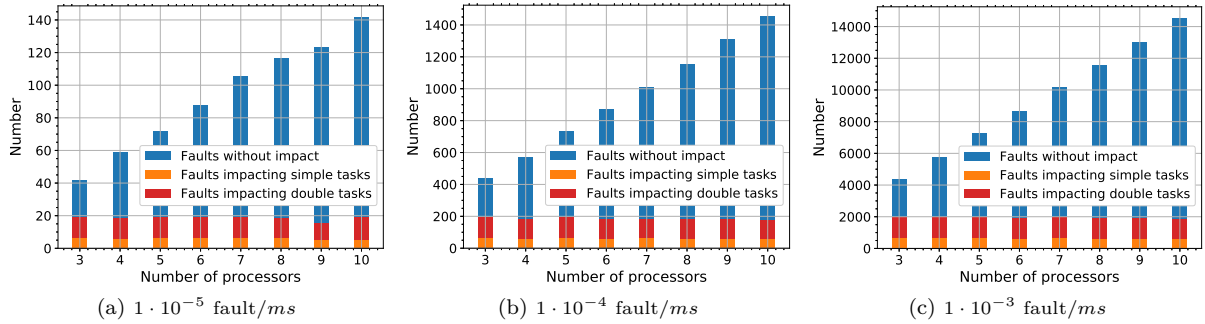 140
120
100
80
60
40
20
0
Number
Faults without impact
Faults impacting simple tasks
Faults impacting double tasks
3 4 5 6 7 8 9 10
Number of processors
(a) 1 · 10⁻⁵ fault/ms
1400
1200
1000
800
600
400
200
0
Number
Faults without impact
Faults impacting simple tasks
Faults impacting double tasks
3 4 5 6 7 8 9 10
Number of processors
(b) 1 · 10⁻⁴ fault/ms
14000
12000
10000
8000
6000
4000
2000
0
Number
Faults without impact
Faults impacting simple tasks
Faults impacting double tasks
3 4 5 6 7 8 9 10
Number of processors
(c) 1 · 10⁻³ fault/ms